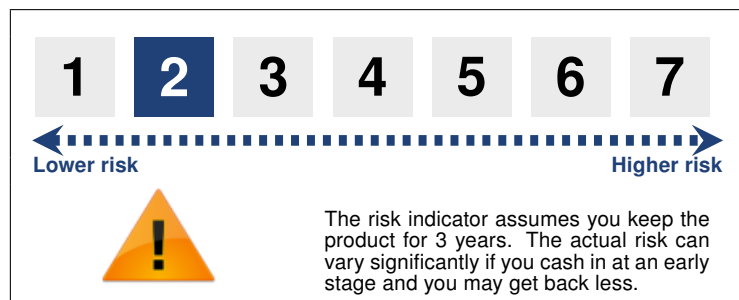 1 2 3 4 5 6 7
Lower risk Higher risk
!
The risk indicator assumes you keep the
product for 3 years. The actual risk can
vary significantly if you cash in at an early
stage and you may get back less.